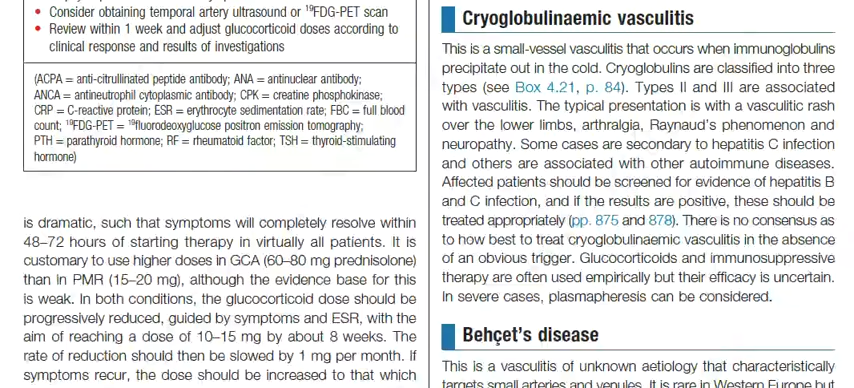 • Consider obtaining temporal artery ultrasound or ¹⁹FDG-PET scan
• Review within 1 week and adjust glucocorticoid doses according to
clinical response and results of investigations
(ACPA = anti-citrullinated peptide antibody; ANA = antinuclear antibody;
ANCA = antineutrophil cytoplasmic antibody; CPK = creatine phosphokinase;
CRP = C-reactive protein; ESR = erythrocyte sedimentation rate; FBC = full blood
count; ¹⁹FDG-PET = ¹⁹fluorodeoxyglucose positron emission tomography;
PTH = parathyroid hormone; RF = rheumatoid factor; TSH = thyroid-stimulating
hormone)
is dramatic, such that symptoms will completely resolve within
48–72 hours of starting therapy in virtually all patients. It is
customary to use higher doses in GCA (60–80 mg prednisolone)
than in PMR (15–20 mg), although the evidence base for this
is weak. In both conditions, the glucocorticoid dose should be
progressively reduced, guided by symptoms and ESR, with the
aim of reaching a dose of 10–15 mg by about 8 weeks. The
rate of reduction should then be slowed by 1 mg per month. If
symptoms recur, the dose should be increased to that which
Cryoglobulinaemic vasculitis
This is a small-vessel vasculitis that occurs when immunoglobulins
precipitate out in the cold. Cryoglobulins are classified into three
types (see Box 4.21, p. 84). Types II and III are associated
with vasculitis. The typical presentation is with a vasculitic rash
over the lower limbs, arthralgia, Raynaud's phenomenon and
neuropathy. Some cases are secondary to hepatitis C infection
and others are associated with other autoimmune diseases.
Affected patients should be screened for evidence of hepatitis B
and C infection, and if the results are positive, these should be
treated appropriately (pp. 875 and 878). There is no consensus as
to how best to treat cryoglobulinaemic vasculitis in the absence
of an obvious trigger. Glucocorticoids and immunosuppressive
therapy are often used empirically but their efficacy is uncertain.
In severe cases, plasmapheresis can be considered.
Behçet's disease
This is a vasculitis of unknown aetiology that characteristically
targets small arteries and venules. It is rare in Western Europe but